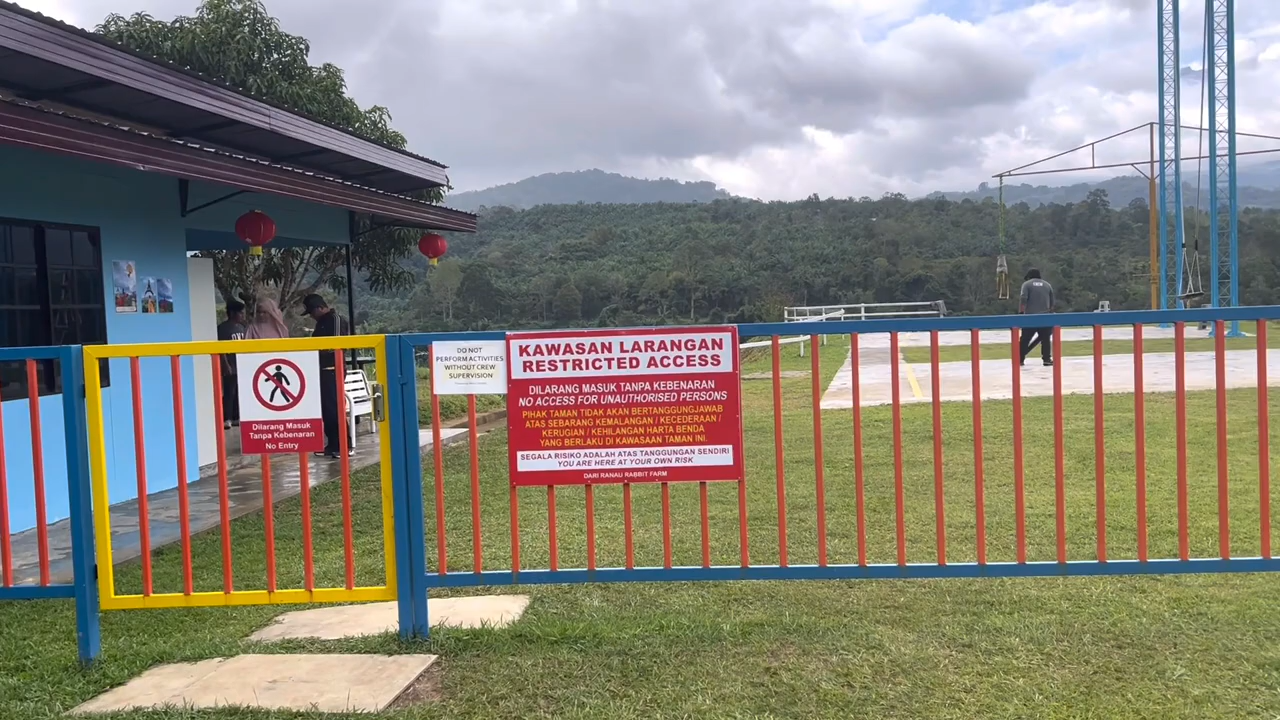 DO NOT
PERFORM ACTIVITIES
WITHOUT CREW
SUPERVISION
KAWASAN LARANGAN
RESTRICTED ACCESS
DILARANG MASUK TANPA KEBENARAN
NO ACCESS FOR UNAUTHORISED PERSONS
PIHAK TAMAN TIDAK AKAN BERTANGGUNGJAWAB
ATAS SEBARANG KEMALANGAN / KECEDERAAN /
KERUGIAN / KEHILANGAN HARTA BENDA
YANG BERLAKU DI KAWASAAN TAMAN INI.
SEGALA RISIKO ADALAH ATAS TANGGUNGAN SENDIRI
YOU ARE HERE AT YOUR OWN RISK
DARI RANAU RABBIT FARM
Dilarang Masuk
Tanpa Kebenaran
No Entry